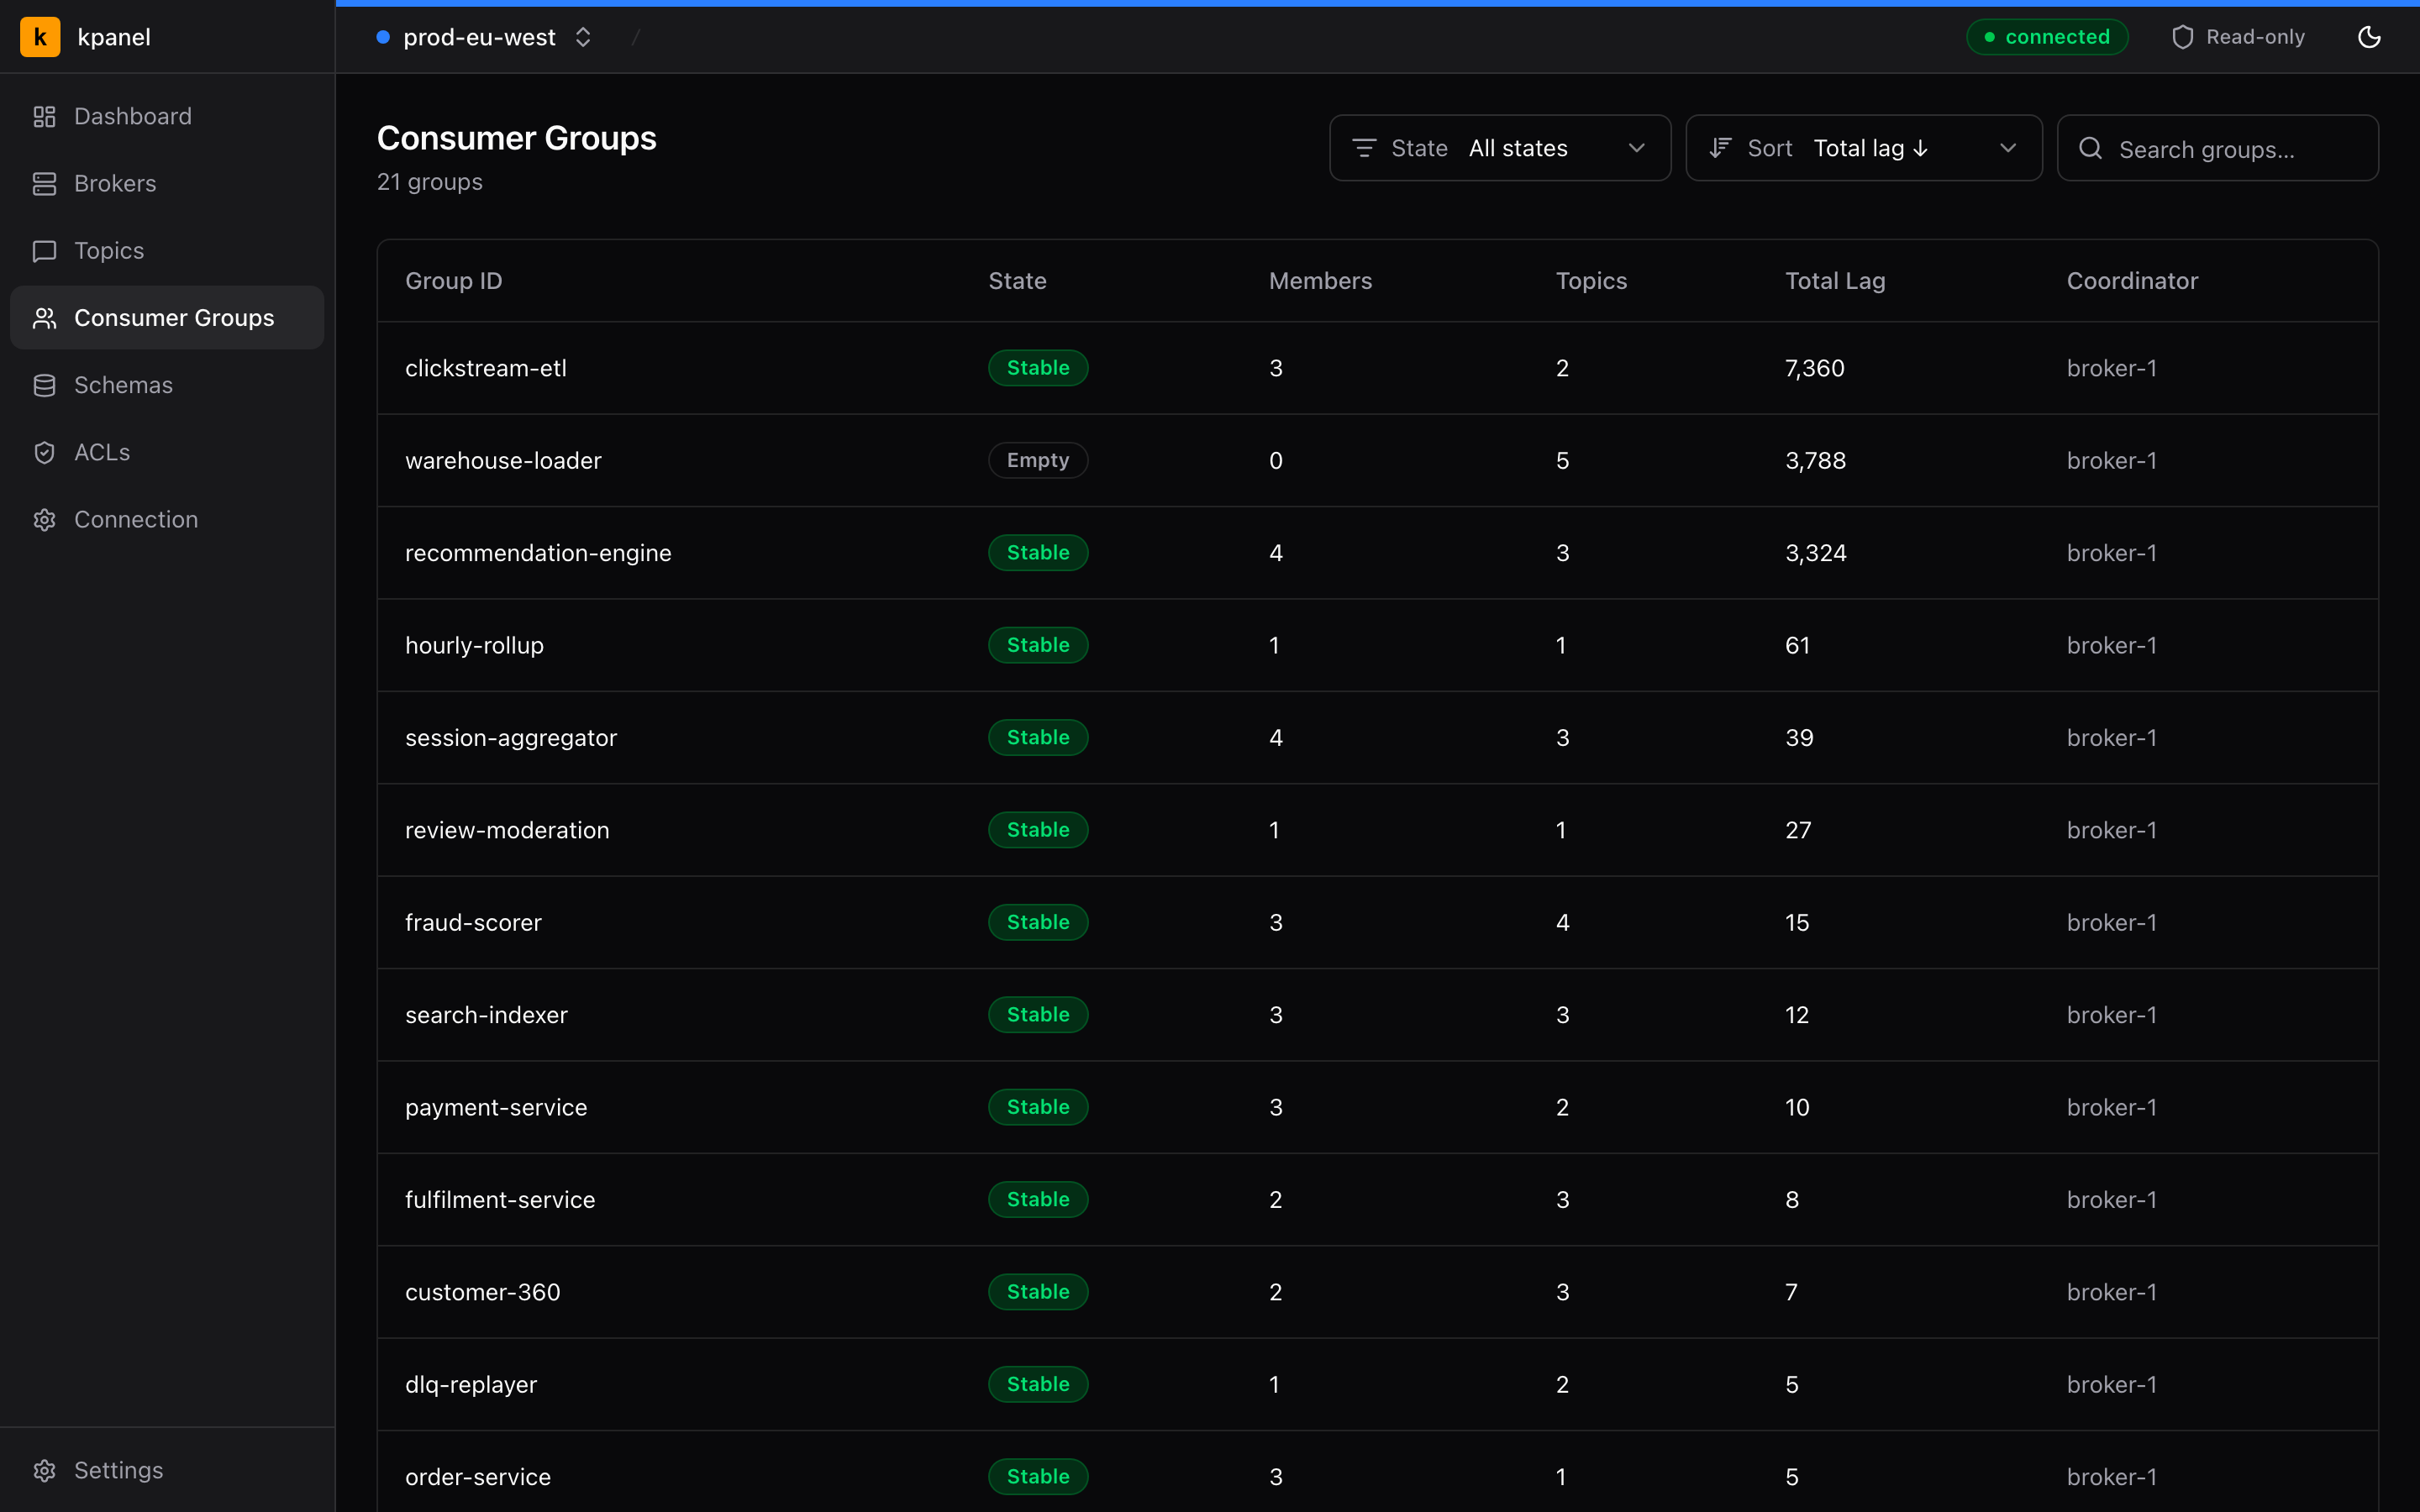 k kpanel
prod-eu-west /
connected
Read-only
Dashboard
Brokers
Topics
Consumer Groups
Schemas
ACLs
Connection
Settings
Consumer Groups
21 groups
State All states
Sort Total lag ↓
Search groups...
Group ID State Members Topics Total Lag Coordinator
clickstream-etl Stable 3 2 7,360 broker-1
warehouse-loader Empty 0 5 3,788 broker-1
recommendation-engine Stable 4 3 3,324 broker-1
hourly-rollup Stable 1 1 61 broker-1
session-aggregator Stable 4 3 39 broker-1
review-moderation Stable 1 1 27 broker-1
fraud-scorer Stable 3 4 15 broker-1
search-indexer Stable 3 3 12 broker-1
payment-service Stable 3 2 10 broker-1
fulfilment-service Stable 2 3 8 broker-1
customer-360 Stable 2 3 7 broker-1
dlq-replayer Stable 1 2 5 broker-1
order-service Stable 3 1 5 broker-1